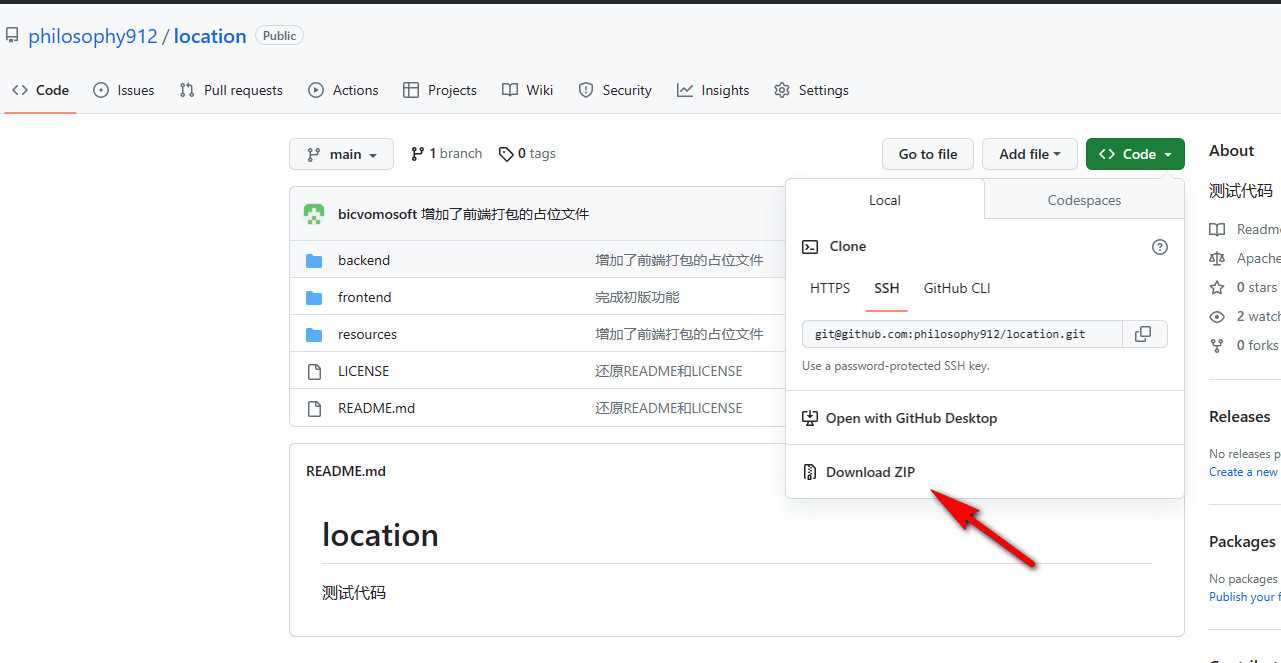 philosophy912 / location Public
Code Issues Pull requests Actions Projects Wiki Security Insights Settings
main 1 branch 0 tags Go to file Add file Code
Local Codespaces
Clone
HTTPS SSH GitHub CLI
git@github.com:philosophy912/location.git
Use a password-protected SSH key.
Open with GitHub Desktop
Download ZIP
bicvomosoft 增加了前端打包的占位文件
backend 增加了前端打包的占位文件
frontend 完成初版功能
resources 增加了前端打包的占位文件
LICENSE 还原README和LICENSE
README.md 还原README和LICENSE
README.md
location
测试代码
About
测试代码
Readme
Apache
0 stars
2 watch
0 forks
Releases
No releases p
Create a new
Packages
No packages
Publish your f